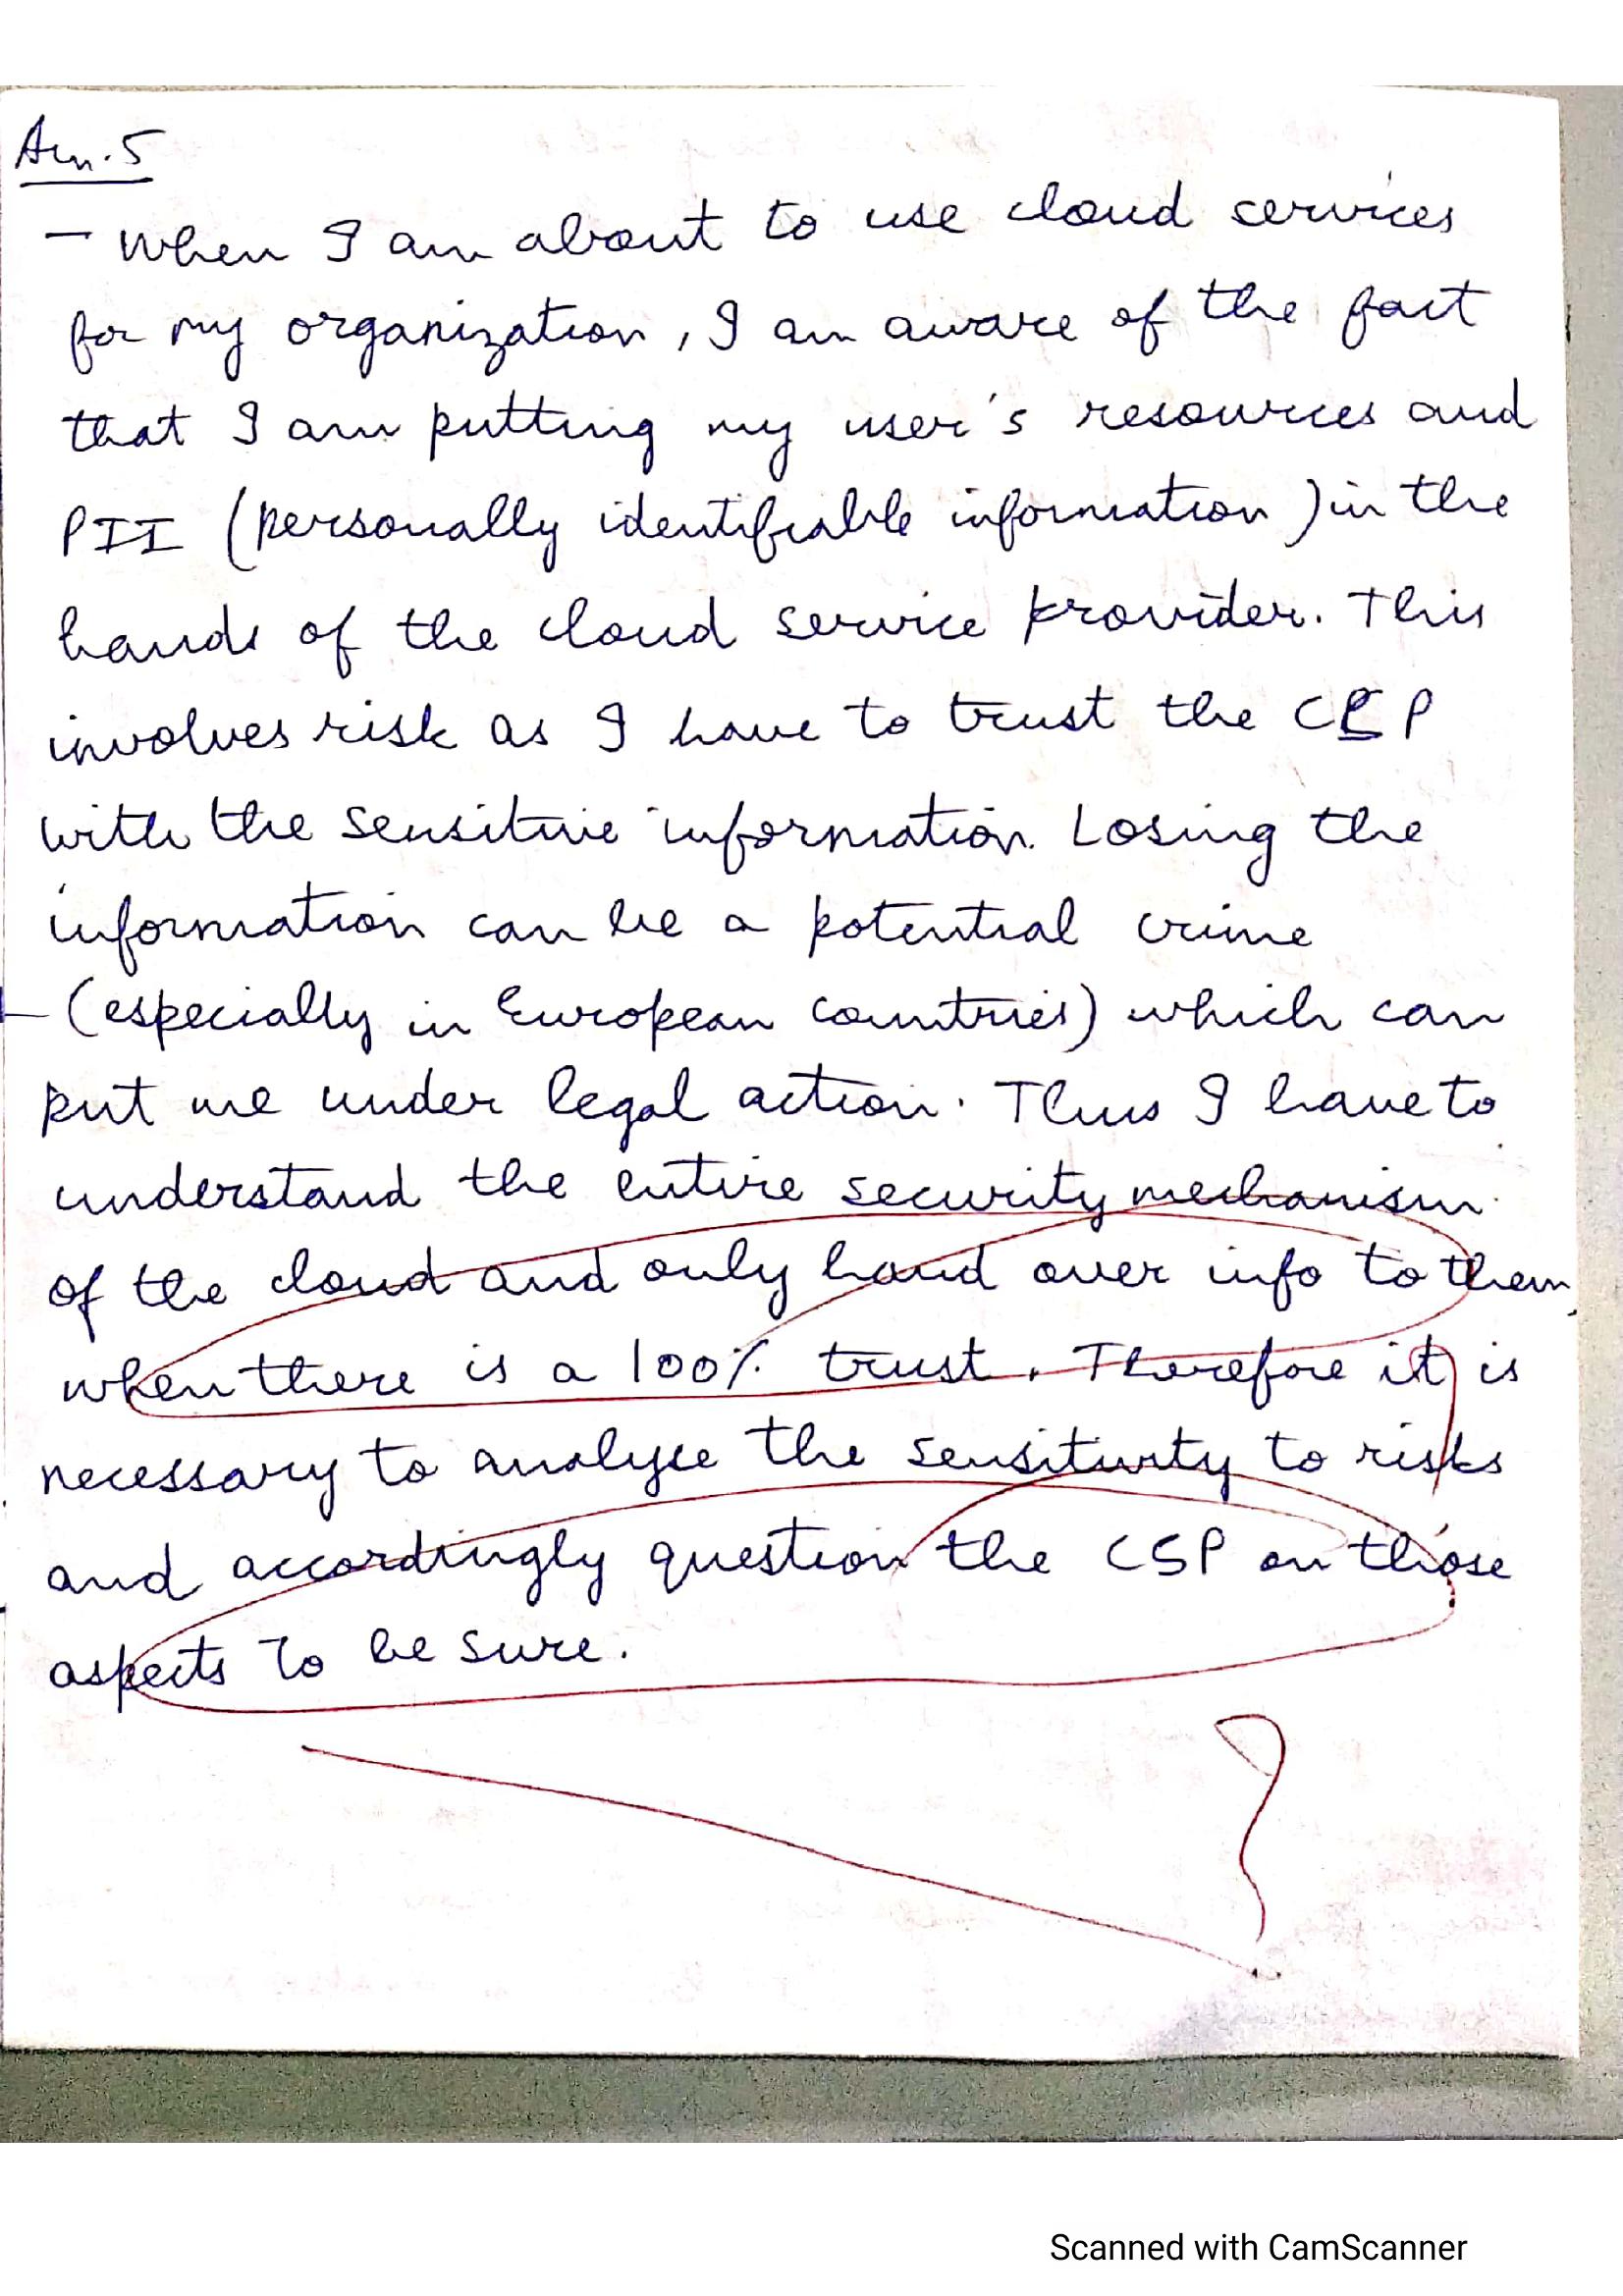 Ans.5
- When I am about to use cloud services
for my organization, I am aware of the fact
that I am putting my user's resources and
PII (personally identifiable information) in the
hands of the cloud service provider. This
involves risk as I have to trust the CSP
with the sensitive information. Losing the
information can be a potential crime
(especially in European countries) which can
put me under legal action. Thus I have to
understand the entire security mechanism
of the cloud and only hand over info to them,
when there is a 100% trust. Therefore it is
necessary to analyse the sensitivity to risks
and accordingly question the CSP on those
aspects to be sure.
?
Scanned with CamScanner